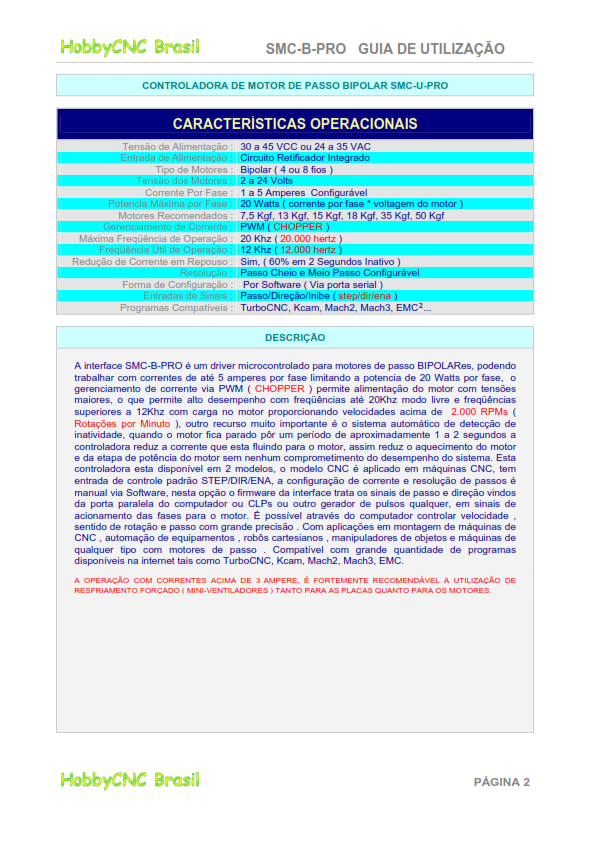 HobbyCNC Brasil SMC-B-PRO GUIA DE UTILIZAÇÃO
CONTROLADORA DE MOTOR DE PASSO BIPOLAR SMC-U-PRO
CARACTERÍSTICAS OPERACIONAIS
Tensão de Alimentação : 30 a 45 VCC ou 24 a 35 VAC
Entrada de Alimentação : Circuito Retificador Integrado
Tipo de Motores : Bipolar ( 4 ou 8 fios )
Tensão dos Motores : 2 a 24 Volts
Corrente Por Fase : 1 a 5 Amperes Configurável
Potencia Máxima por Fase : 20 Watts ( corrente por fase * voltagem do motor )
Motores Recomendados : 7,5 Kgf, 13 Kgf, 15 Kgf, 18 Kgf, 35 Kgf, 50 Kgf
Gerenciamento de Corrente : PWM ( CHOPPER )
Máxima Freqüência de Operação : 20 Khz ( 20.000 hertz )
Freqüência Útil de Operação : 12 Khz ( 12.000 hertz )
Redução de Corrente em Repouso : Sim, ( 60% em 2 Segundos Inativo )
Resolução : Passo Cheio e Meio Passo Configurável
Forma de Configuração : Por Software ( Via porta serial )
Entradas de Sinais : Passo/Direção/Inibe ( step/dir/ena )
Programas Compatíveis : TurboCNC, Kcam, Mach2, Mach3, EMC²...
DESCRIÇÃO
A interface SMC-B-PRO é um driver microcontrolado para motores de passo BIPOLARes, podendo
trabalhar com correntes de até 5 amperes por fase limitando a potencia de 20 Watts por fase, o
gerenciamento de corrente via PWM ( CHOPPER ) permite alimentação do motor com tensões
maiores, o que permite alto desempenho com freqüências até 20Khz modo livre e freqüências
superiores a 12Khz com carga no motor proporcionando velocidades acima de 2.000 RPMs (
Rotações por Minuto ), outro recurso muito importante é o sistema automático de detecção de
inatividade, quando o motor fica parado pôr um período de aproximadamente 1 a 2 segundos a
controladora reduz a corrente que esta fluindo para o motor, assim reduz o aquecimento do motor
e da etapa de potência do motor sem nenhum comprometimento do desempenho do sistema. Esta
controladora esta disponível em 2 modelos, o modelo CNC é aplicado em máquinas CNC, tem
entrada de controle padrão STEP/DIR/ENA, a configuração de corrente e resolução de passos é
manual via Software, nesta opção o firmware da interface trata os sinais de passo e direção vindos
da porta paralela do computador ou CLPs ou outro gerador de pulsos qualquer, em sinais de
acionamento das fases para o motor. É possível através do computador controlar velocidade ,
sentido de rotação e passo com grande precisão . Com aplicações em montagem de máquinas de
CNC , automação de equipamentos , robôs cartesianos , manipuladores de objetos e máquinas de
qualquer tipo com motores de passo . Compatível com grande quantidade de programas
disponíveis na internet tais como TurboCNC, Kcam, Mach2, Mach3, EMC.
A OPERAÇÃO COM CORRENTES ACIMA DE 3 AMPERE, É FORTEMENTE RECOMENDÁVEL A UTILIZAÇÃO DE
RESFRIAMENTO FORÇADO ( MINI-VENTILADORES ) TANTO PARA AS PLACAS QUANTO PARA OS MOTORES.
HobbyCNC Brasil PÁGINA 2